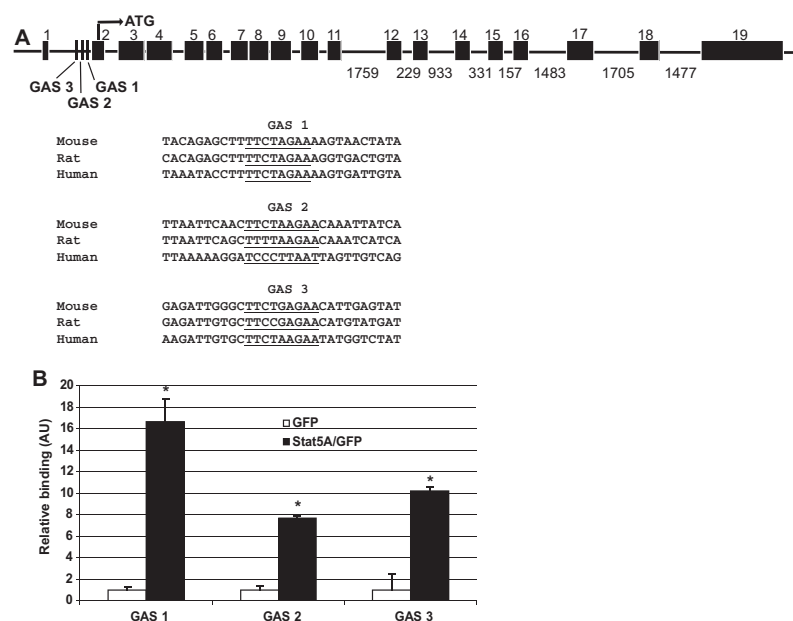 A
1 2 3 4 5 6 7 8 9 10 11 12 13 14 15 16 17 18 19
ATG
GAS 3 GAS 1
GAS 2
1759 229 933 331 157 1483 1705 1477
GAS 1
Mouse TACAGAGCTTTTCTAGAAAAGTAACTATA
Rat CACAGAGCTTTTCTAGAAAGGTGACTGTA
Human TAAATACCTTTTCTAGAAAAGTGATTGTA
GAS 2
Mouse TTAATTCAACTTCTAAGAACAAATTATCA
Rat TTAATTCAGCTTTTAAGAACAAATCATCA
Human TTAAAAAGGATCCCTTAATTAGTTGTCAG
GAS 3
Mouse GAGATTGGGCTTCTGAGAACATTGAGTAT
Rat GAGATTGTGCTTCCGAGAACATGTATGAT
Human AAGATTGTGCTTCTAAGAATATGGTCTAT
B
Relative binding (AU)
20
18
16
14
12
10
8
6
4
2
0
GFP
Stat5A/GFP
*
*
*
GAS 1 GAS 2 GAS 3